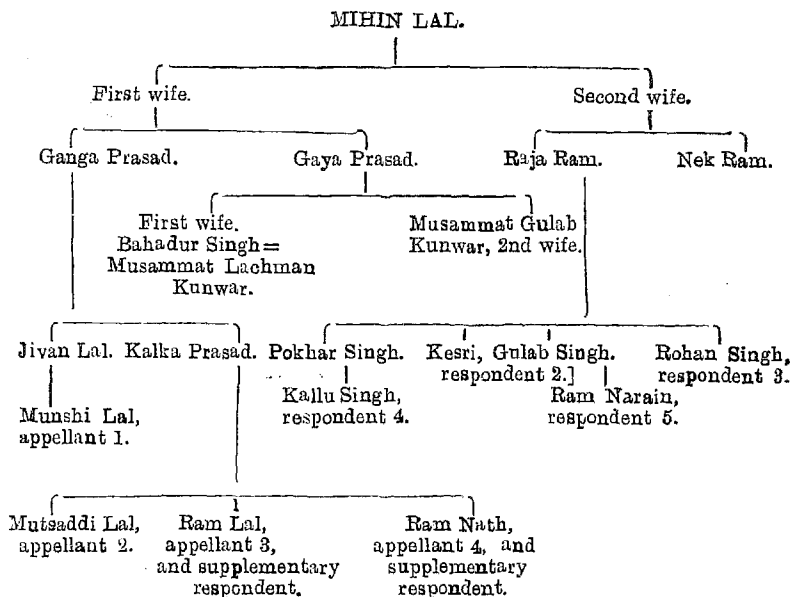 MIHIN LAL.
First wife. Second wife.
Ganga Prasad. Gaya Prasad. Raja Ram. Nek Ram.
First wife. Musammat Gulab
Bahadur Singh= Kunwar, 2nd wife.
Musammat Lachman
Kunwar.
Jivan Lal. Kalka Prasad. Pokhar Singh. Kesri, Gulab Singh. Rohan Singh,
respondent 2.] respondent 3.
Munshi Lal, Kallu Singh, Ram Narain,
appellant 1. respondent 4. respondent 5.
Mutsaddi Lal, Ram Lal, Ram Nath,
appellant 2. appellant 3, appellant 4, and
and supplementary supplementary
respondent. respondent.